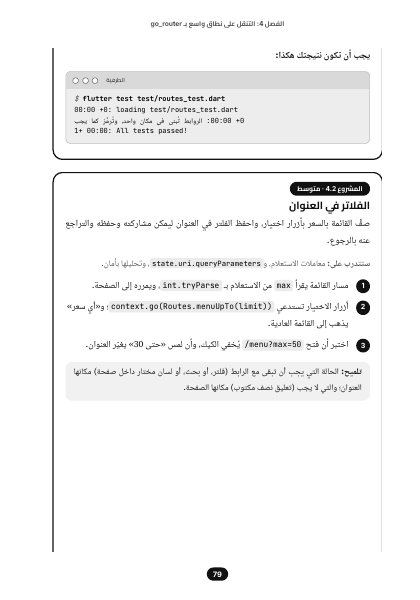 الفصل 4: التنقل على نطاق واسع بـ go_router
يجب أن تكون نتيجتك هكذا:
الطرفية
$ flutter test test/routes_test.dart
00:00 +0: loading test/routes_test.dart
00:00 +0: الروابط تُبنى في مكان واحد، وتُرمَّز كما يجب
00:00 +1: All tests passed!
المشروع 4.2 · متوسط
الفلاتر في العنوان
صفِّ القائمة بالسعر بأزرار اختيار، واحفظ الفلتر في العنوان ليمكن مشاركته وحفظه والتراجع
عنه بالرجوع.
ستتدرب على: معاملات الاستعلام، و state.uri.queryParameters، وتحليلها بأمان.
1 مسار القائمة يقرأ max من الاستعلام بـ int.tryParse، ويمرره إلى الصفحة.
2 أزرار الاختيار تستدعي context.go(Routes.menuUpTo(limit))؛ و«أي سعر»
يذهب إلى القائمة العادية.
3 اختبر أن فتح /menu?max=50 يُخفي الكيك، وأن لمس «حتى 30» يغيّر العنوان.
تلميح: الحالة التي يجب أن تبقى مع الرابط (فلتر، أو بحث، أو لسان مختار داخل صفحة) مكانها
العنوان؛ والتي لا يجب (تعليق نصف مكتوب) مكانها الصفحة.
79